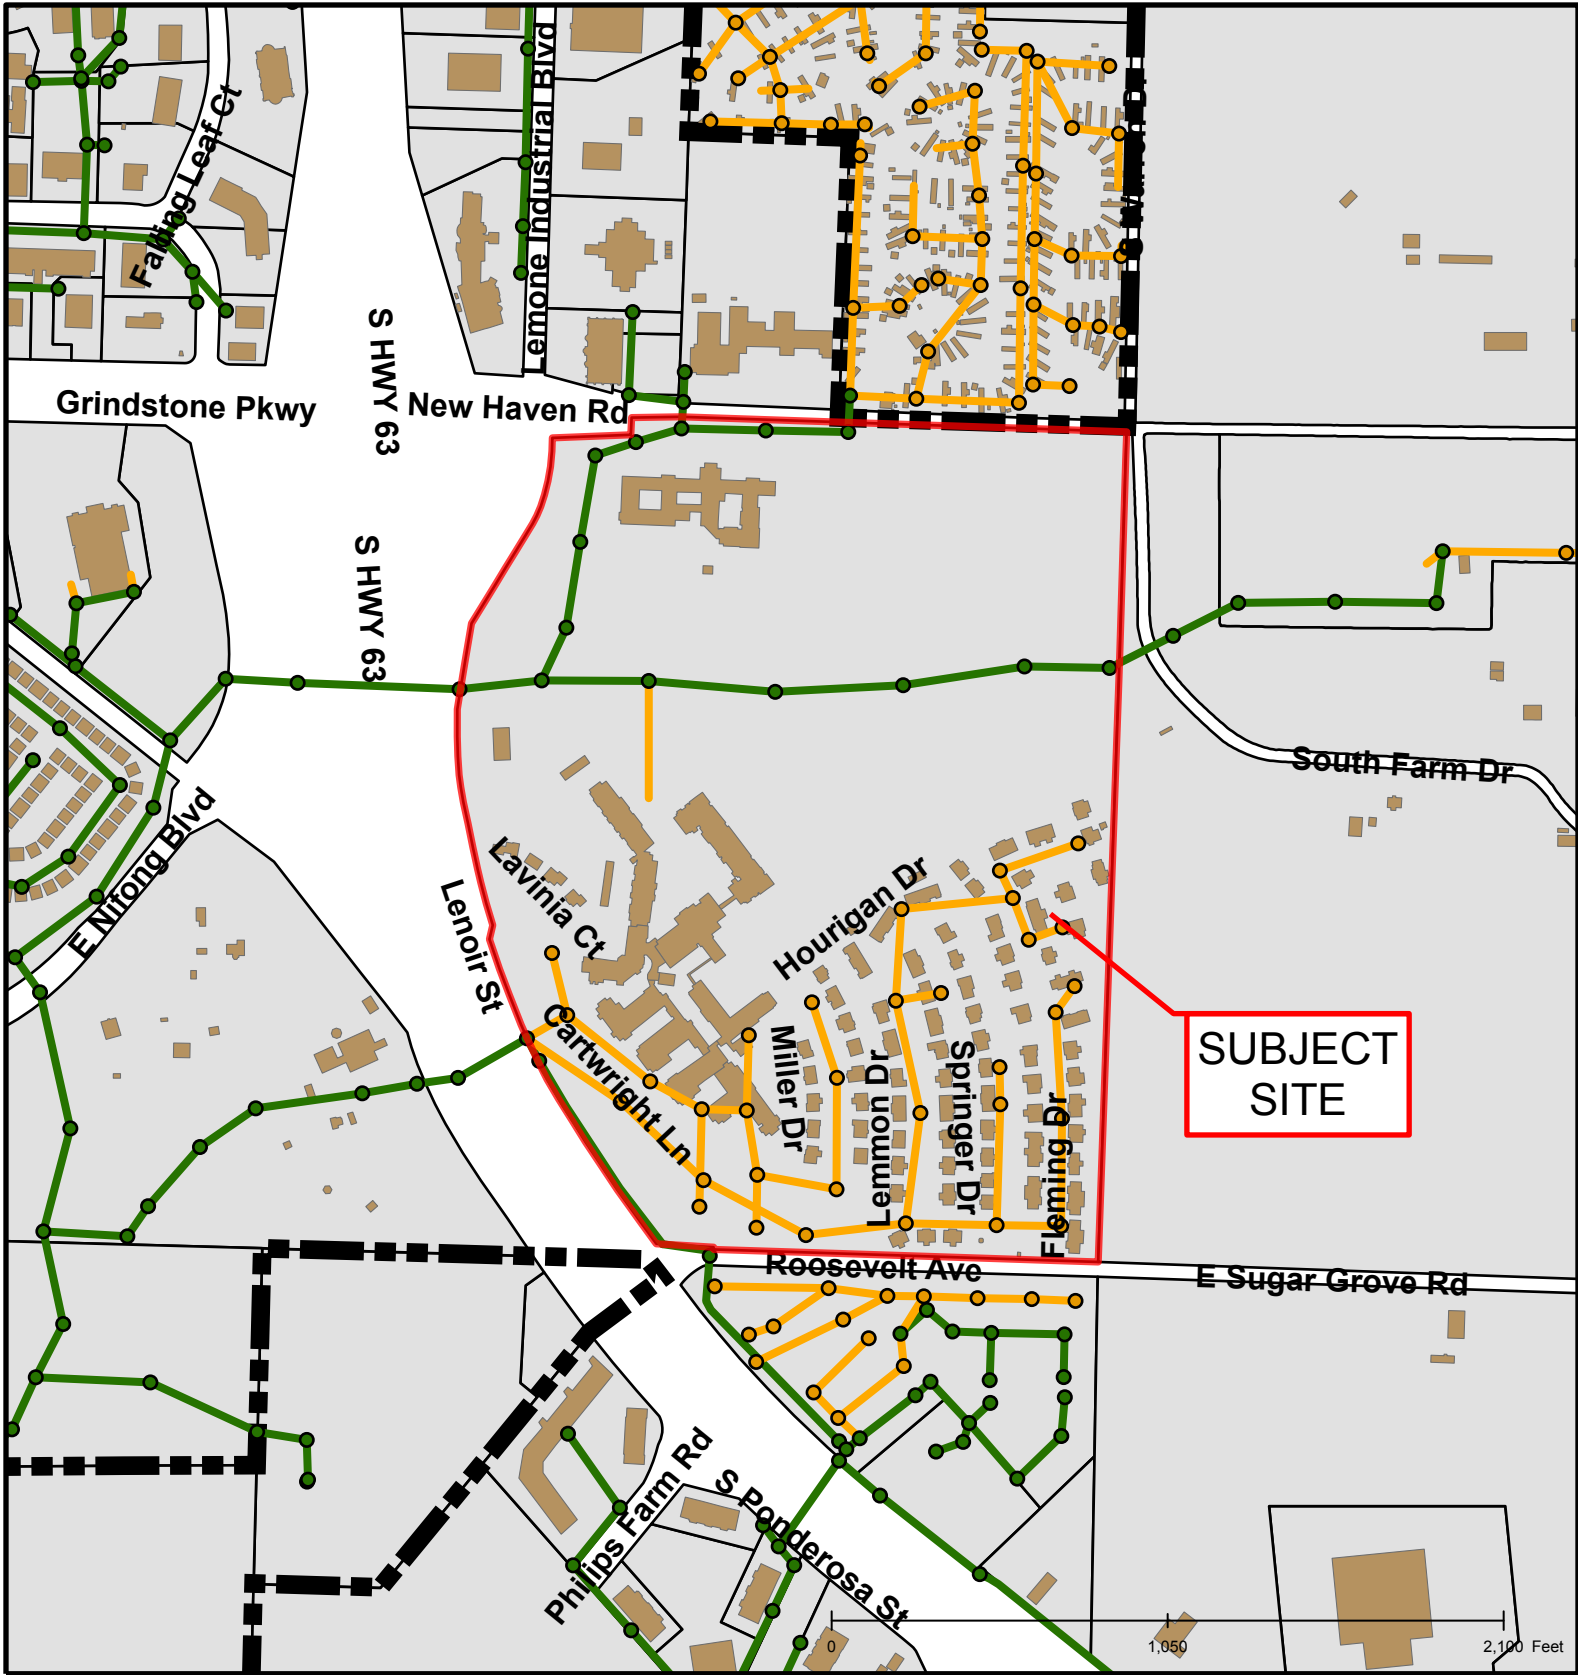 Falling Leaf Ct
Lemone Industrial Blvd
S Warren Dr
S HWY 63
Grindstone Pkwy
New Haven Rd
S HWY 63
South Farm Dr
E Nifong Blvd
Lavinia Ct
Lenoir St
Hourigan Dr
Cartwright Ln
Miller Dr
Lemmon Dr
Springer Dr
Fleming Dr
SUBJECT
SITE
Roosevelt Ave
E Sugar Grove Rd
Philips Farm Rd
S Ponderosa St
0
1,050
2,100 Feet